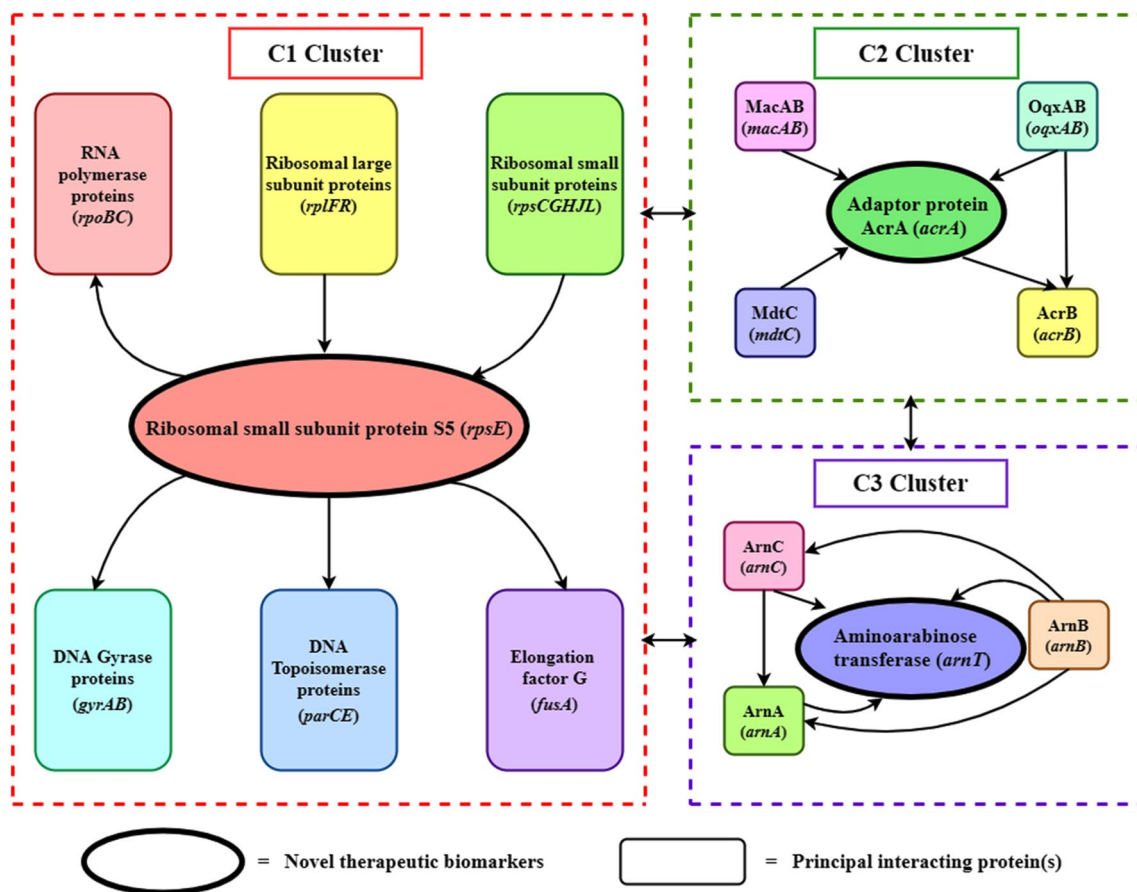 C1 Cluster
RNA
polymerase
proteins
(rpoBC)
Ribosomal large
subunit proteins
(rplFR)
Ribosomal small
subunit proteins
(rpsCGHJL)
Ribosomal small subunit protein S5 (rpsE)
DNA Gyrase
proteins
(gyrAB)
DNA
Topoisomerase
proteins
(parCE)
Elongation
factor G
(fusA)
C2 Cluster
MacAB
(macAB)
OqxAB
(oqxAB)
Adaptor protein
AcrA (acrA)
MdtC
(mdtC)
AcrB
(acrB)
C3 Cluster
ArnC
(arnC)
Aminoarabinose
transferase (arnT)
ArnB
(arnB)
ArnA
(arnA)
= Novel therapeutic biomarkers
= Principal interacting protein(s)